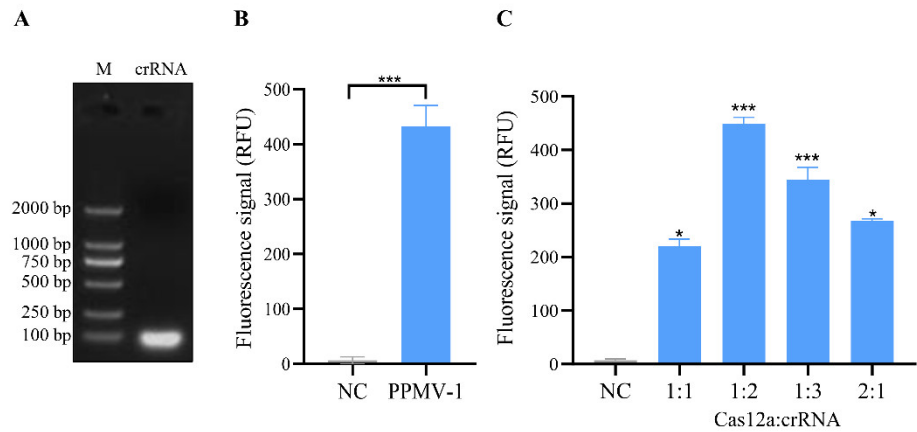 A
M crRNA
2000 bp
1000 bp
750 bp
500 bp
250 bp
100 bp
B
***
Fluorescence signal (RFU)
500
400
300
200
100
0
NC PPMV-1
C
Fluorescence signal (RFU)
500
400
300
200
100
0
* *** *** *
NC 1:1 1:2 1:3 2:1
Cas12a:crRNA